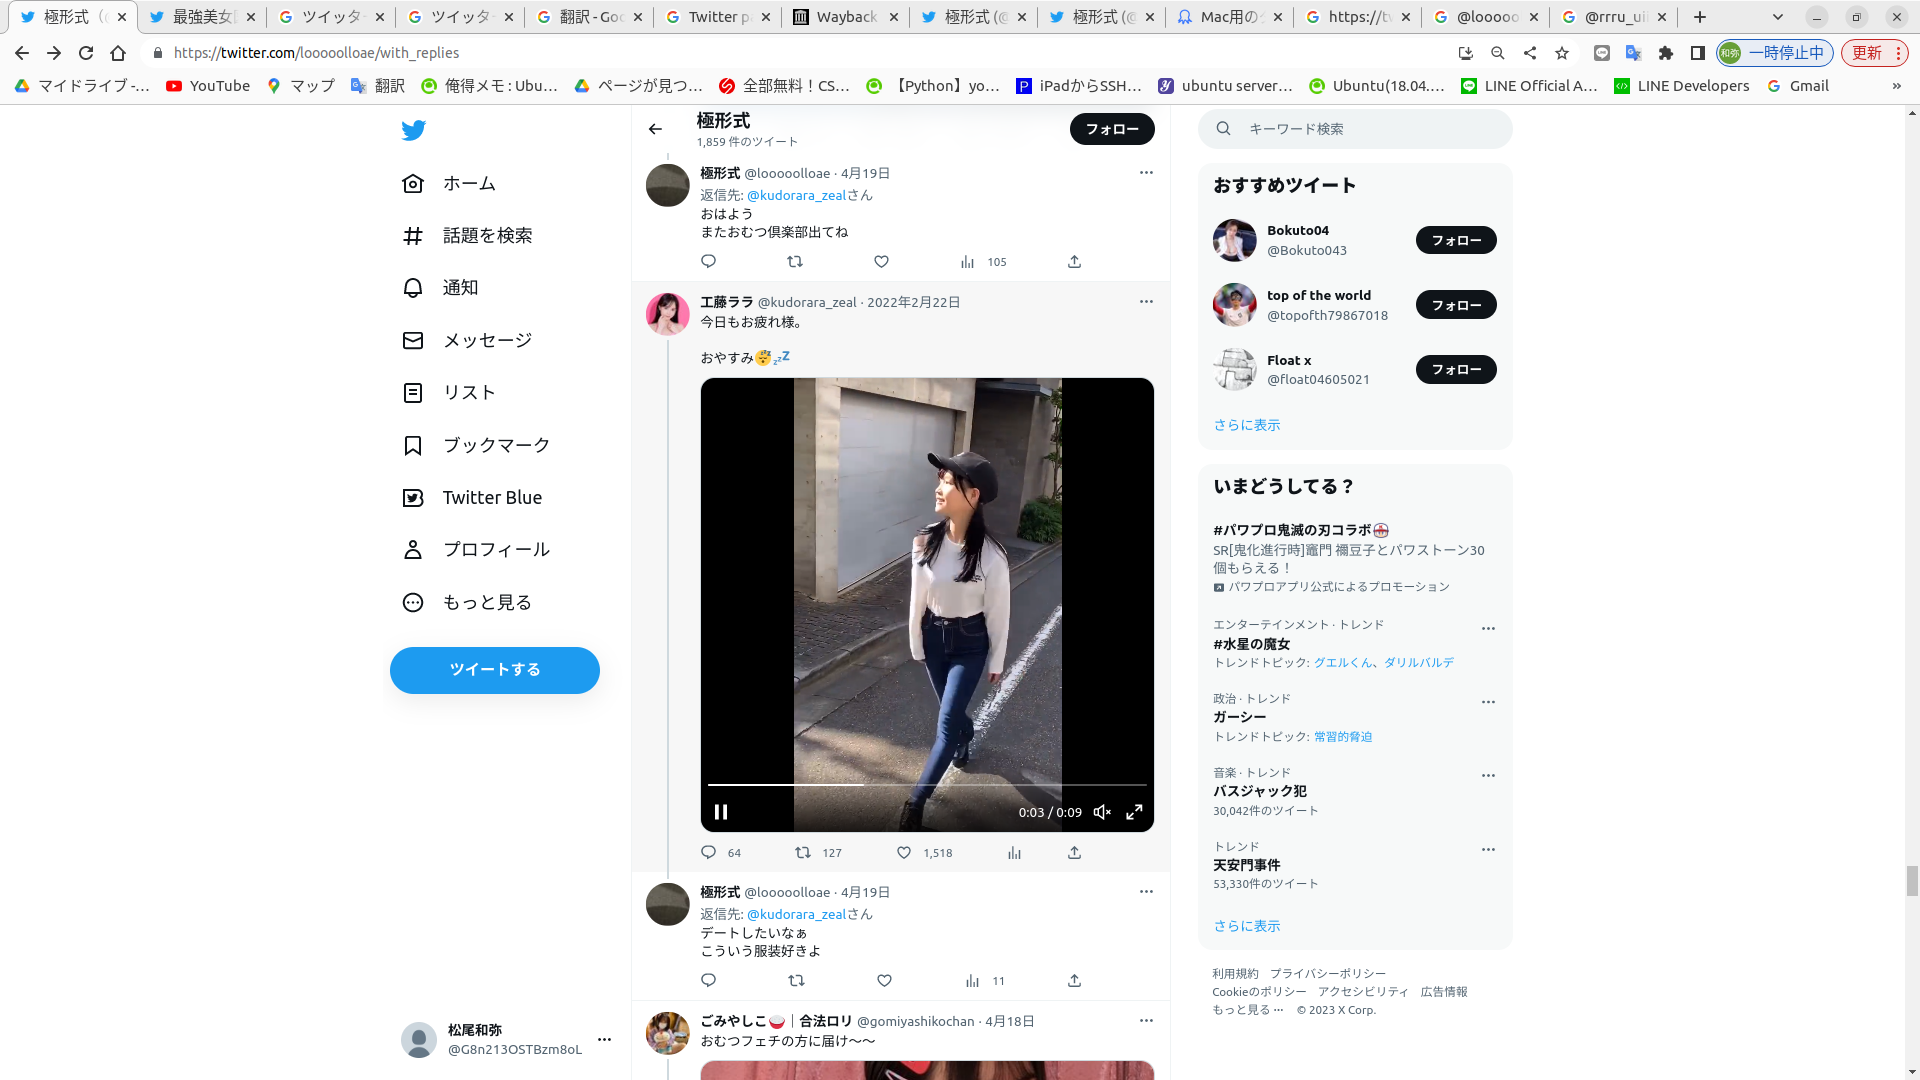 極形式 (@
最強美女
ツイッター
ツイッター
翻訳 - Goo
Twitter p
Wayback
極形式 (@
極形式 (@
Mac用の
https://tw
@looooo
@rrru_ui
https://twitter.com/looooolloae/with_replies
一時停止中
更新
マイドライブ -...
YouTube
マップ
翻訳
俺得メモ : Ubu...
ページが見つ...
全部無料！CS...
【Python】yo...
iPadからSSH...
ubuntu server...
Ubuntu(18.04....
LINE Official A...
LINE Developers
Gmail
»
ホーム
話題を検索
通知
メッセージ
リスト
ブックマーク
Twitter Blue
プロフィール
もっと見る
ツイートする
松尾和弥
@G8n213OSTBzm8oL
極形式
1,859 件のツイート
フォロー
極形式 @looooolloae · 4月19日
返信先: @kudorara_zealさん
おはよう
またおむつ倶楽部出てね
105
工藤ララ @kudorara_zeal · 2022年2月22日
今日もお疲れ様。
おやすみ😴💤
0:03 / 0:09
64
127
1,518
極形式 @looooolloae · 4月19日
返信先: @kudorara_zealさん
デートしたいなぁ
こういう服装好きよ
11
ごみやしこ🍚｜合法ロリ @gomiyashikochan · 4月18日
おむつフェチの方に届け〜〜
キーワード検索
おすすめツイート
Bokuto04
@Bokuto043
フォロー
top of the world
@topofth79867018
フォロー
Float x
@float04605021
フォロー
さらに表示
いまどうしてる？
#パワプロ鬼滅の刃コラボ
SR[鬼化進行時]竈門 禰豆子とパワストーン30
個もらえる！
パワプロアプリ公式によるプロモーション
エンターテインメント · トレンド
#水星の魔女
トレンドトピック: グエルくん、ダリルバルデ
政治 · トレンド
ガーシー
トレンドトピック: 常習的脅迫
音楽 · トレンド
バスジャック犯
30,042件のツイート
トレンド
天安門事件
53,330件のツイート
さらに表示
利用規約 プライバシーポリシー
Cookieのポリシー アクセシビリティ 広告情報
もっと見る ··· © 2023 X Corp.